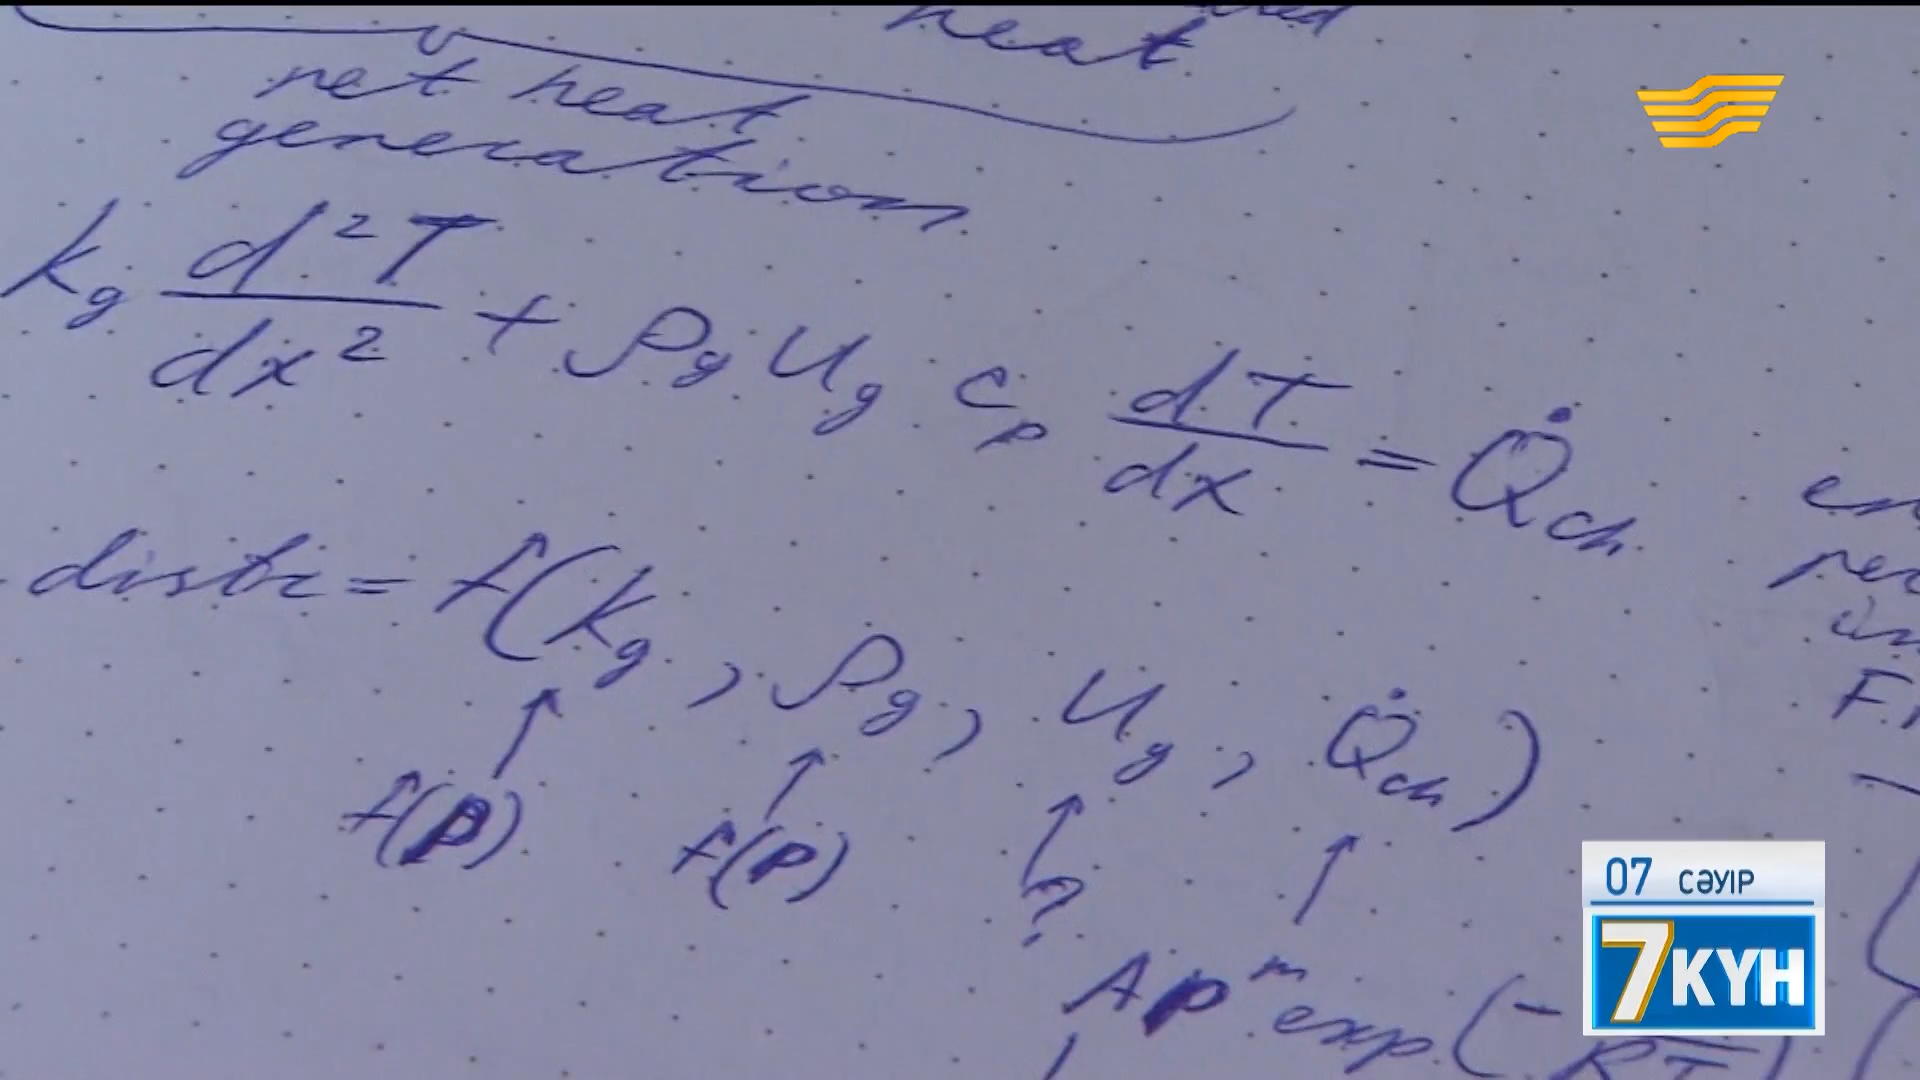 heat
net heat
generation
k_g d²T/dx² + ρ_g u_g c_p dT/dx = Q̇_ch
distr = f(k_g, ρ_g, u_g, Q̇_ch)
f(p) f(p) ?
A p^m exp(-
RT
07 СӘУІР
7КҮН